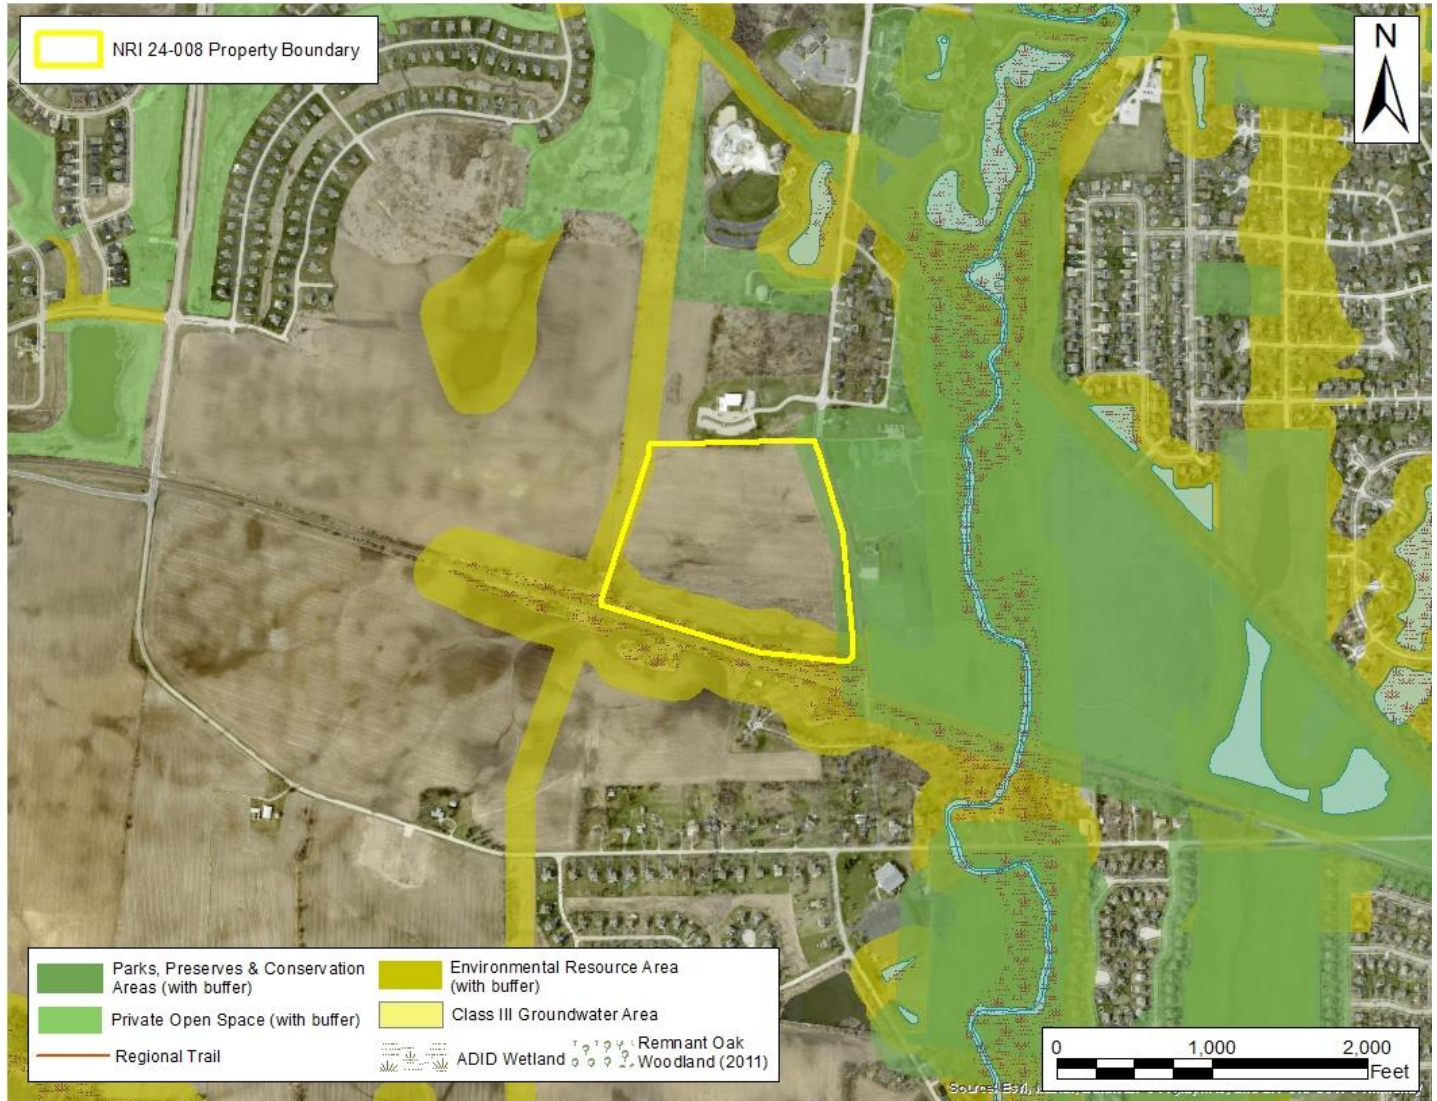 NRI 24-008 Property Boundary
N
Parks, Preserves & Conservation
Areas (with buffer)
Private Open Space (with buffer)
Regional Trail
Environmental Resource Area
(with buffer)
Class III Groundwater Area
ADID Wetland
Remnant Oak
Woodland (2011)
0 1,000 2,000
Feet
Source: Esri,